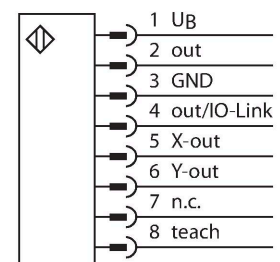 1 UB
2 out
3 GND
4 out/IO-Link
5 X-out
6 Y-out
7 n.c.
8 teach